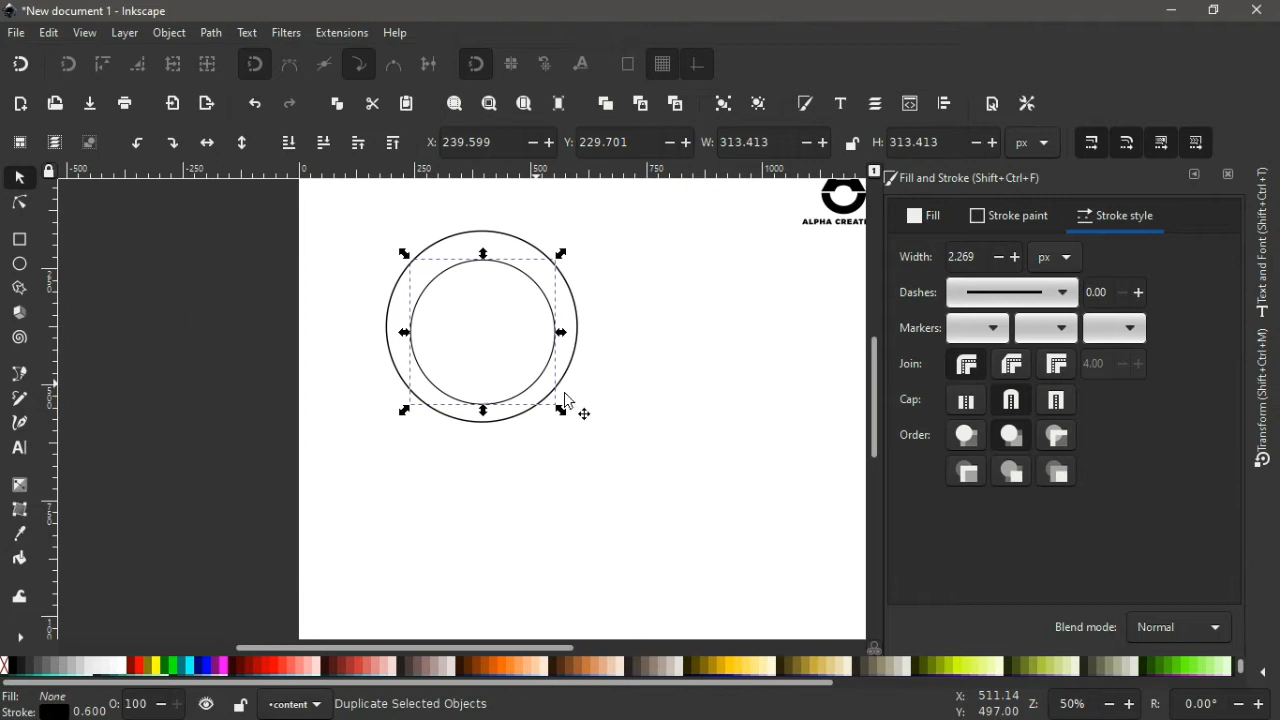 *New document 1 - Inkscape
File Edit View Layer Object Path Text Filters Extensions Help
X: 239.599 Y: 229.701 W: 313.413 H: 313.413 px
-500 -250 0 250 500 750 1000 1
Fill and Stroke (Shift+Ctrl+F)
Fill Stroke paint Stroke style
ALPHA CREATI
Width: 2.269 px
Dashes: 0.00
Markers:
Join: 4.00
Cap:
Order:
Text and Font (Shift+Ctrl+T)
Transform (Shift+Ctrl+M)
Blend mode: Normal
Fill: None O: 100 •content Duplicate Selected Objects X: 511.14 Z: 50% R: 0.00°
Stroke: 0.600 Y: 497.00